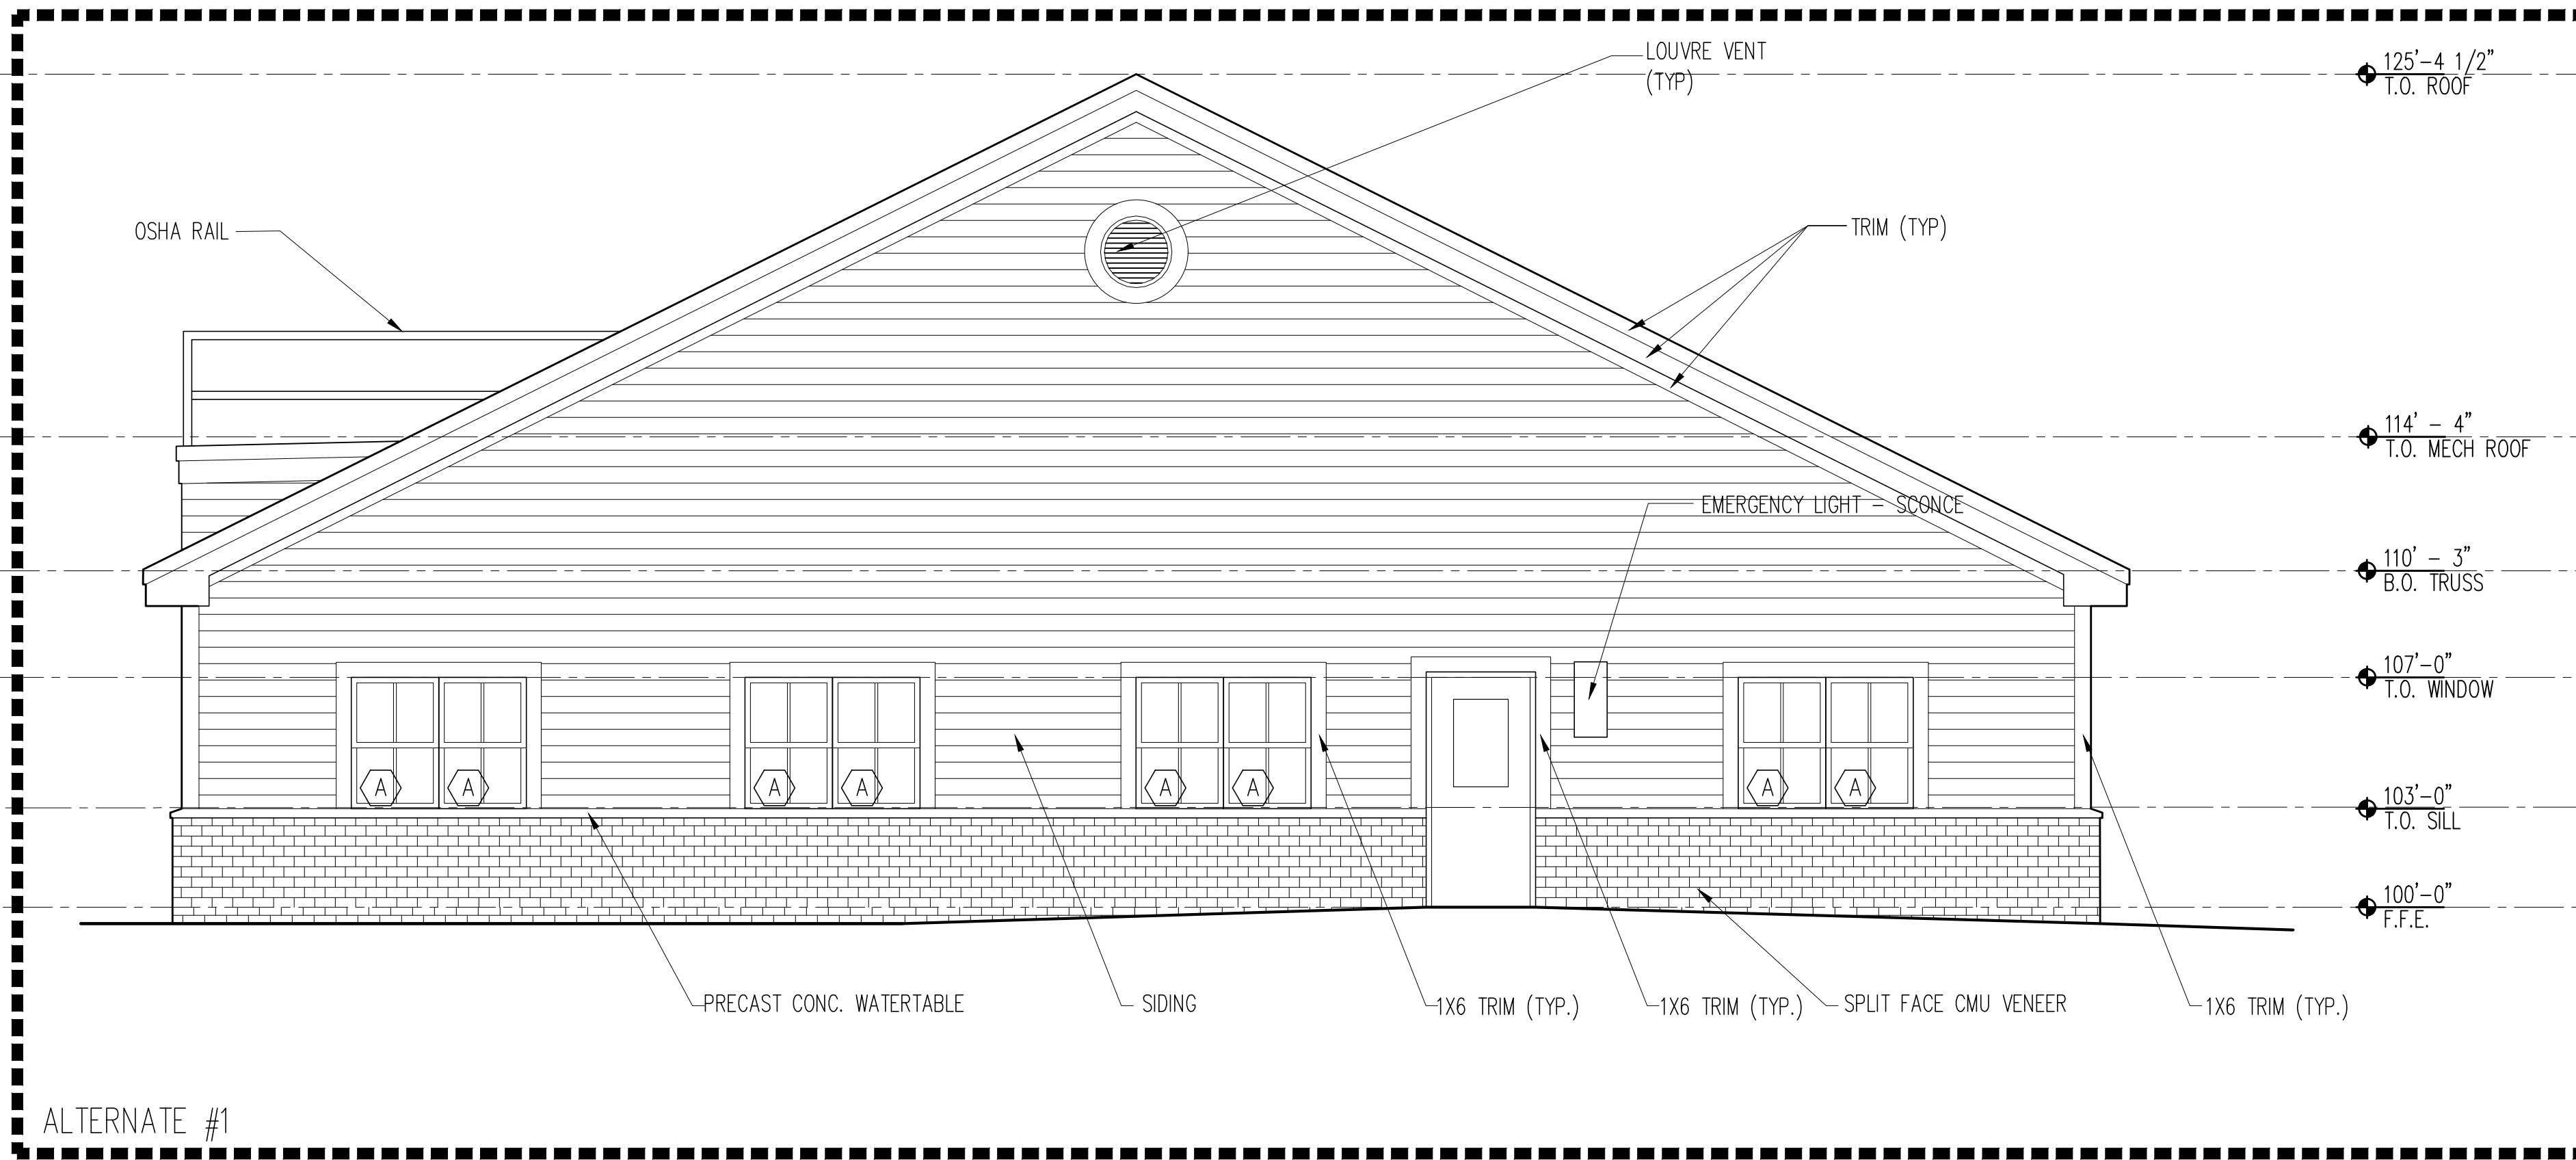 LOUVRE VENT
(TYP)
125'-4 1/2"
T.O. ROOF
OSHA RAIL
TRIM (TYP)
114' - 4"
T.O. MECH ROOF
EMERGENCY LIGHT - SCONCE
110' - 3"
B.O. TRUSS
107'-0"
T.O. WINDOW
A
A
A
A
A
A
A
A
103'-0"
T.O. SILL
100'-0"
F.F.E.
PRECAST CONC. WATERTABLE
SIDING
1X6 TRIM (TYP.)
1X6 TRIM (TYP.)
SPLIT FACE CMU VENEER
1X6 TRIM (TYP.)
ALTERNATE #1